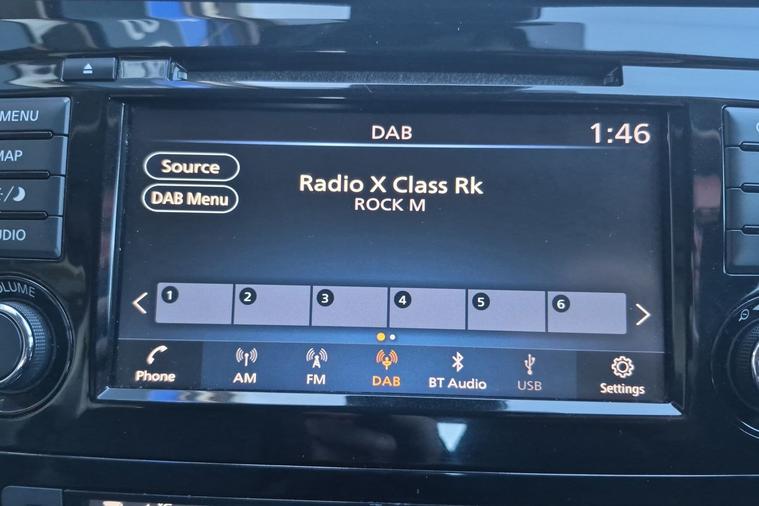 MENU
MAP
VOLUME
DAB
1:46
Source
DAB Menu
Radio X Class Rk
ROCK M
1
2
3
4
5
6
Phone
AM
FM
DAB
BT Audio
USB
Settings